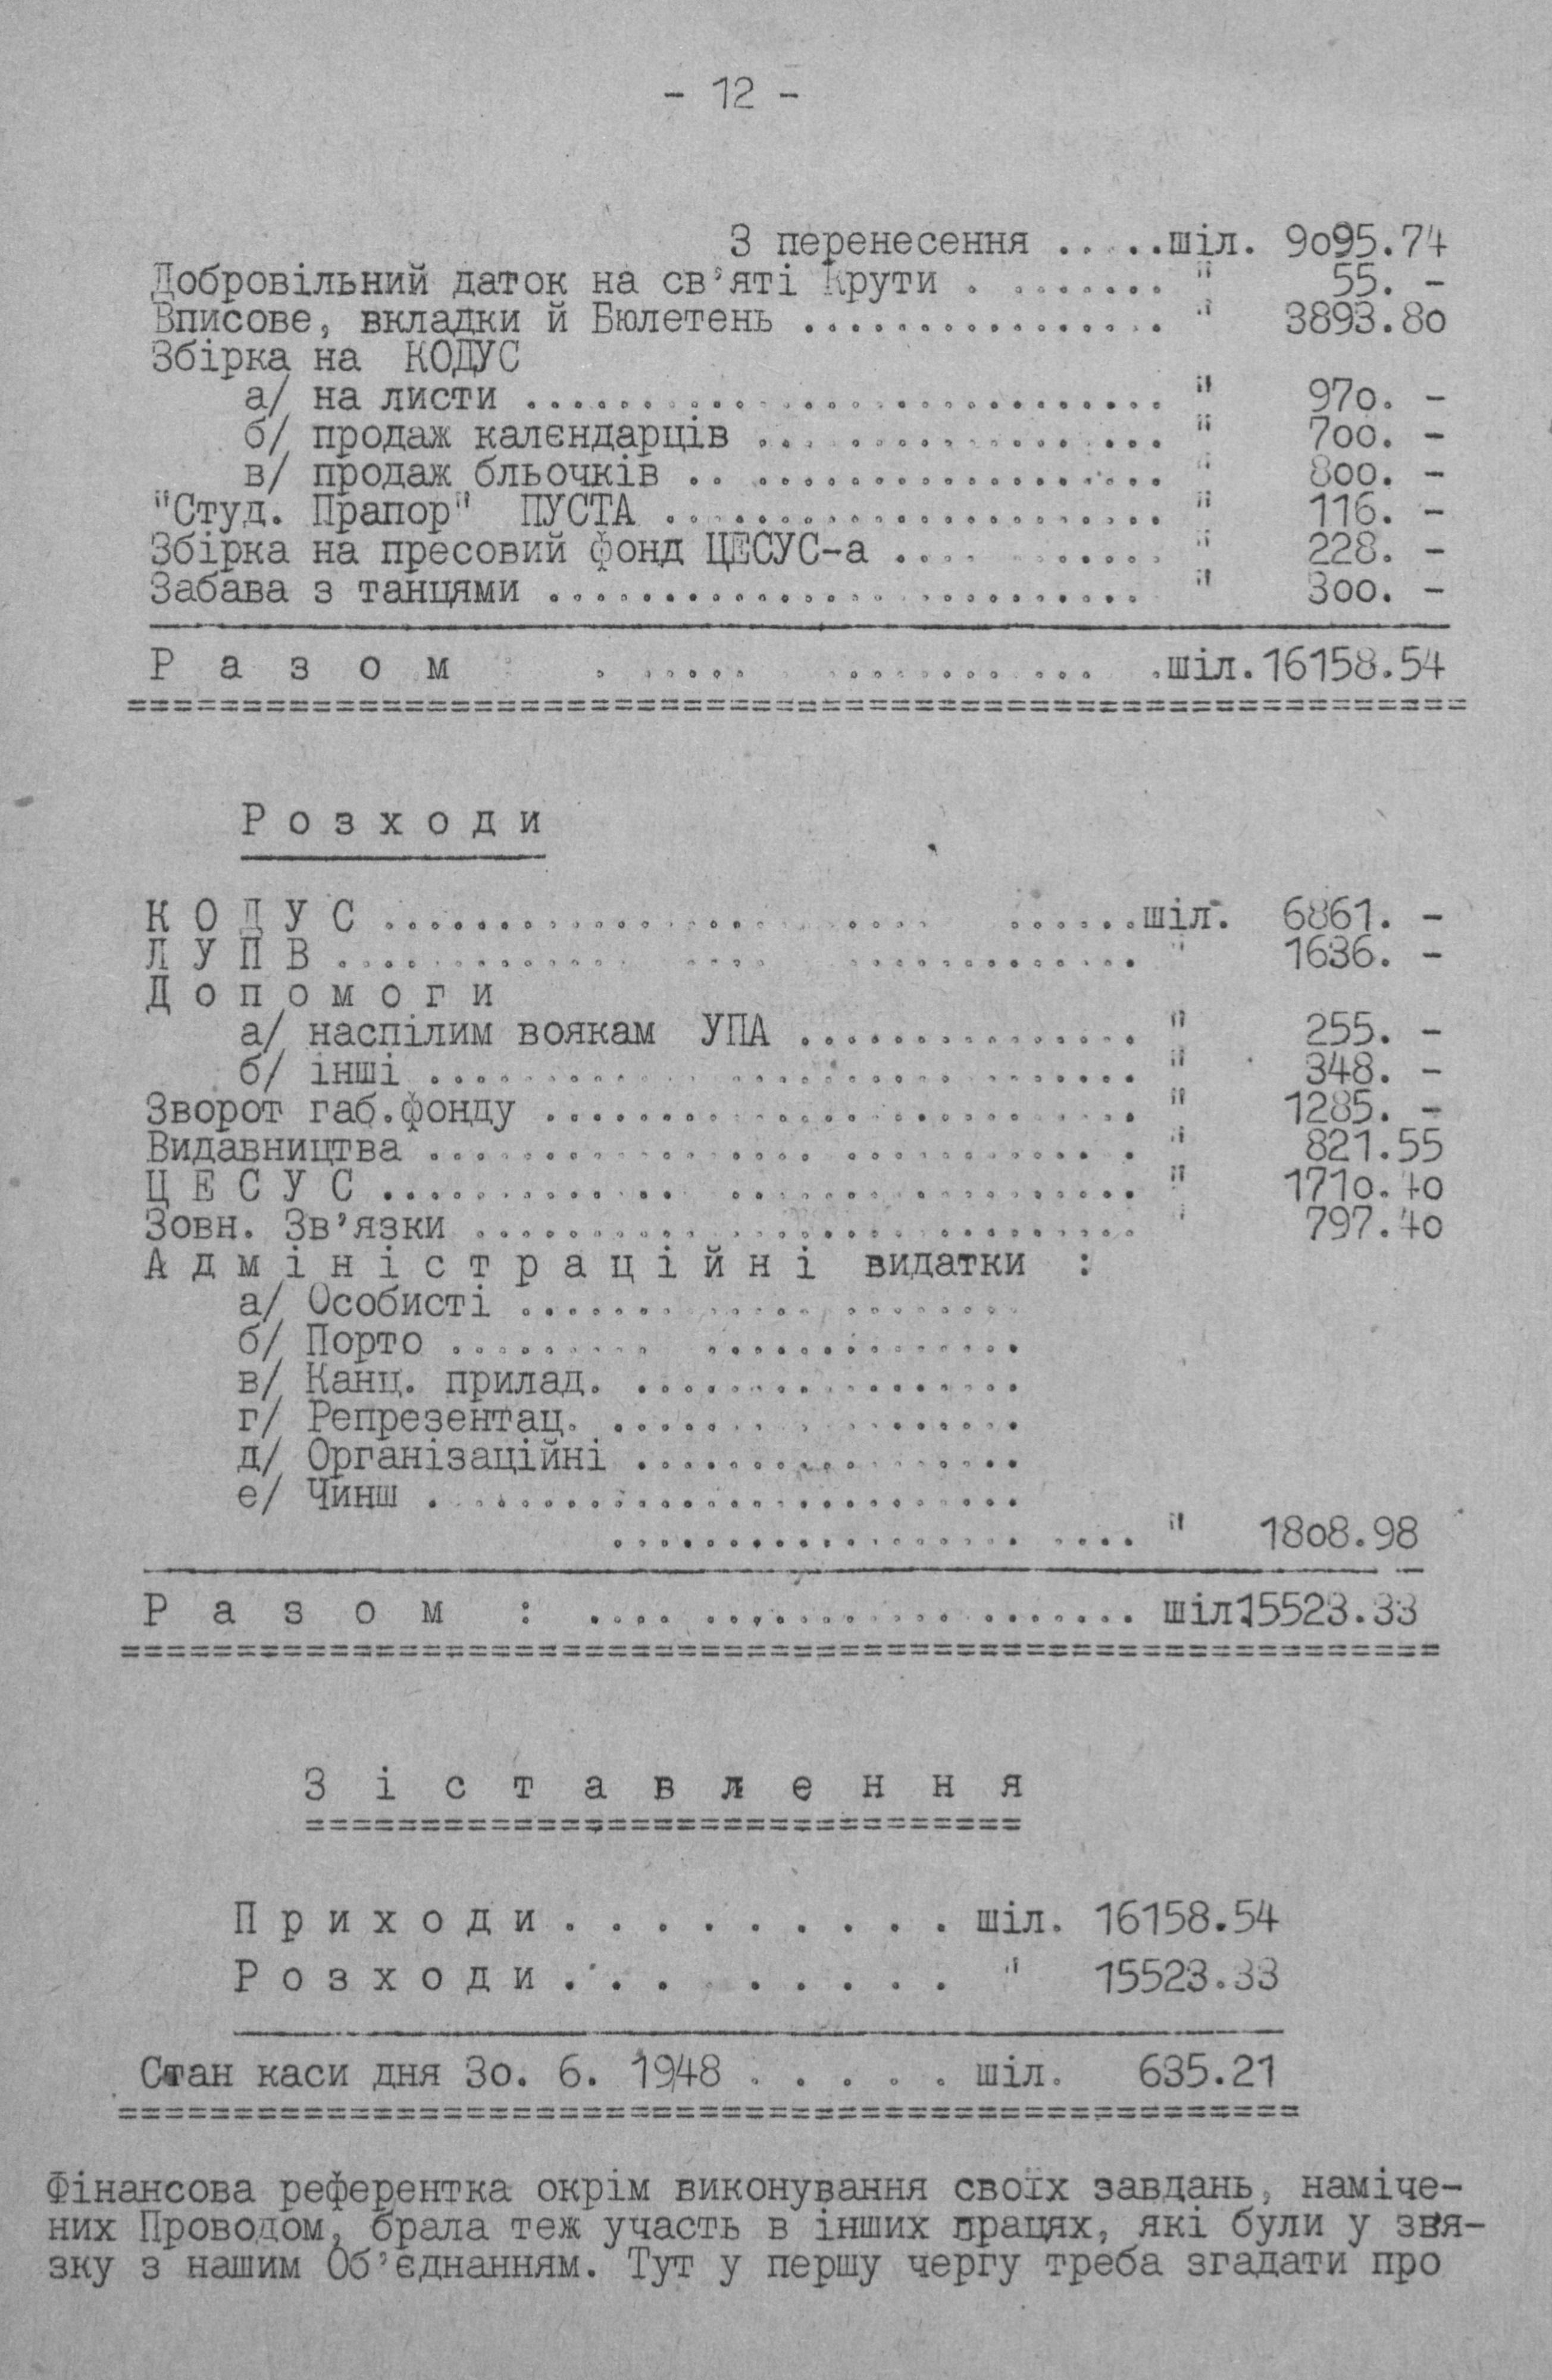 - 12 -
З перенесення . . . . .шіл. 9о95.74
Добровільний даток на св'яті Крути . ........ " 55. -
Вписове, вкладки й Бюлетень ................ " 3893.8о
Збірка на КОДУС
а/ на листи ............................ " 97о. -
б/ продаж калєндарців .................. " 7оо. -
в/ продаж бльочків .. .................. " 8оо. -
"Студ. Прапор" ПУСТА ...................... " 116. -
Збірка на пресовий фонд ЦЕСУС-а .... ...... " 228. -
Забава з танцями .......................... " Зоо. -
Р а з о м : . ...... ........... .шіл.16158.54
Р о з х о д и
К О Д У С ........................ ......шіл. 6861. -
Л У П В ............. .... ............. " 1636. -
Д о п о м о г и
а/ наспілим воякам УПА ............... " 255. -
б/ інші ............................... " 348. -
Зворот габ.фонду .......................... " 1285. -
Видавництва ............................... " 821.55
Ц Е С У С ............. .................. " 171о.4о
Зовн. Зв'язки ............................. " 797.4о
А д м і н і с т р а ц і й н і видатки :
а/ Особисті ......................
б/ Порто ......... ..............
в/ Канц. прилад. .................
г/ Репрезентац. ..................
д/ Організаційні .................
е/ Чинш ..........................
.................. .... " 18о8.98
Р а з о м : .... ................... шіл.15523.33
З і с т а в л е н н я
П р и х о д и . . . . . . . . . шіл. 16158.54
Р о з х о д и . . . . . . . . . " 15523.33
Стан каси дня Зо. 6. 1948 . . . . . шіл. 635.21
Фінансова референтка окрім виконування своїх завдань, наміче-
них Проводом, брала теж участь в інших працях, які були у звя-
зку з нашим Об'єднанням. Тут у першу чергу треба згадати про